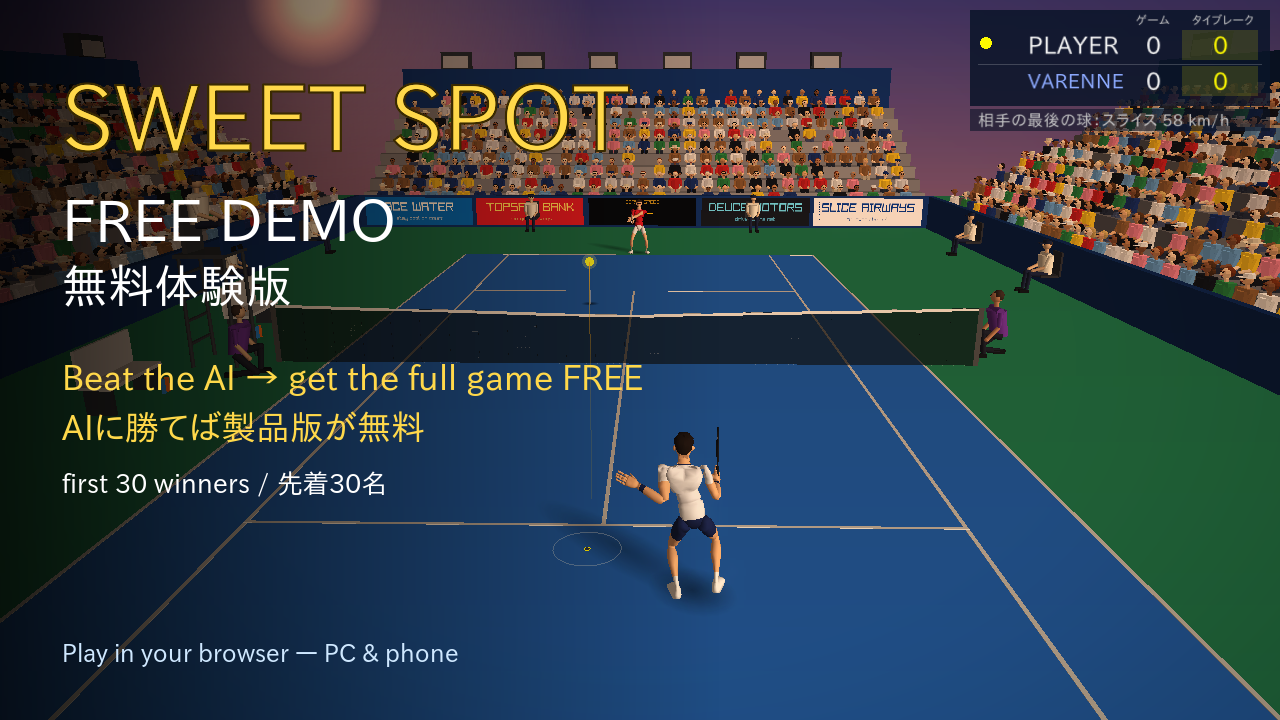 ゲーム タイブレーク
PLAYER 0 0
VARENNE 0 0
相手の最後の球:スライス 58 km/h
SWEET SPOT
FREE DEMO
無料体験版
WATER
TOPS BANK
DEUCE MOTORS
SLICE AIRWAYS
Beat the AI → get the full game FREE
AIに勝てば製品版が無料
first 30 winners / 先着30名
Play in your browser — PC & phone